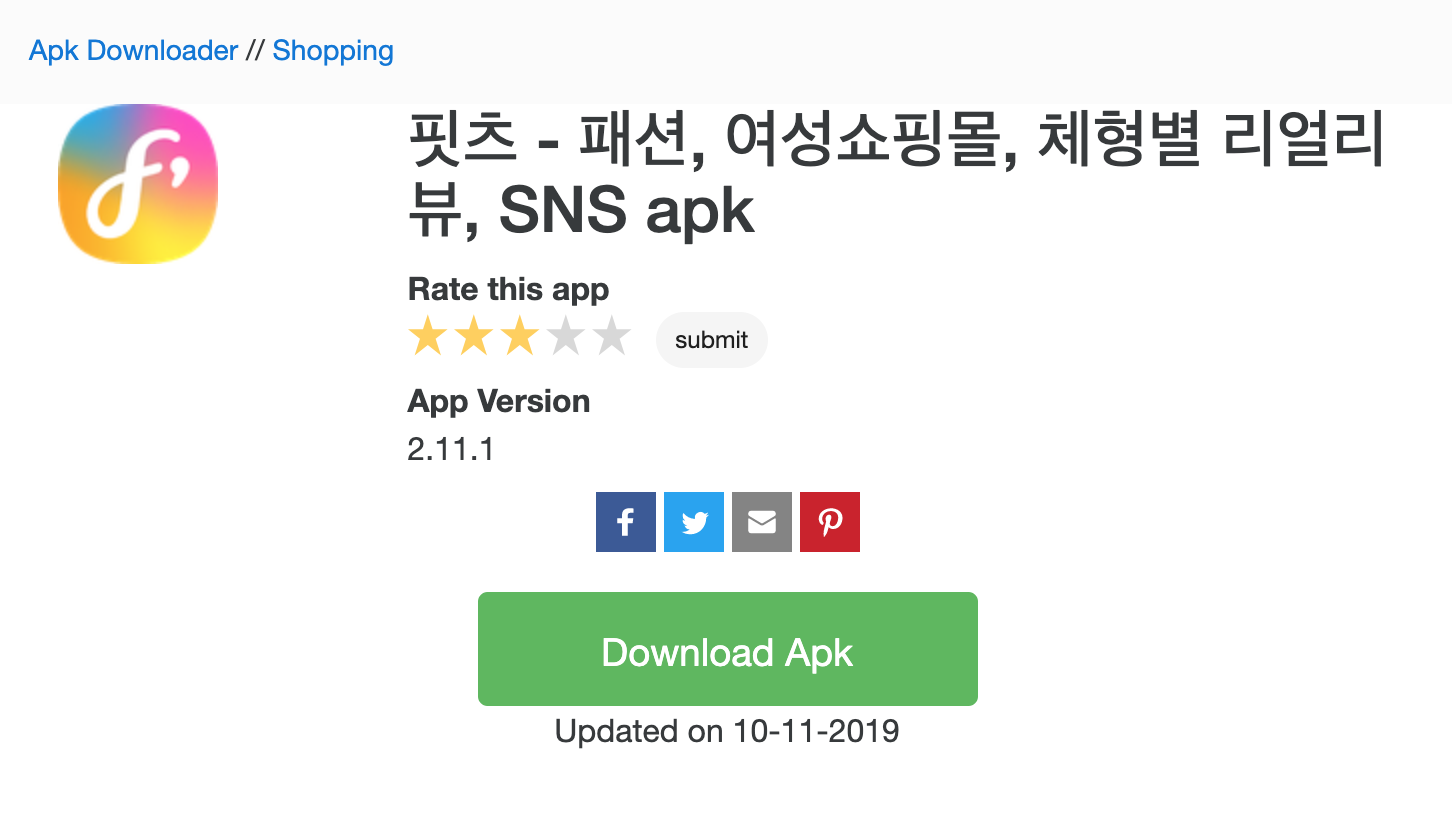 Apk Downloader // Shopping
핏츠 - 패션, 여성쇼핑몰, 체형별 리얼리
뷰, SNS apk
Rate this app
submit
App Version
2.11.1
Download Apk
Updated on 10-11-2019